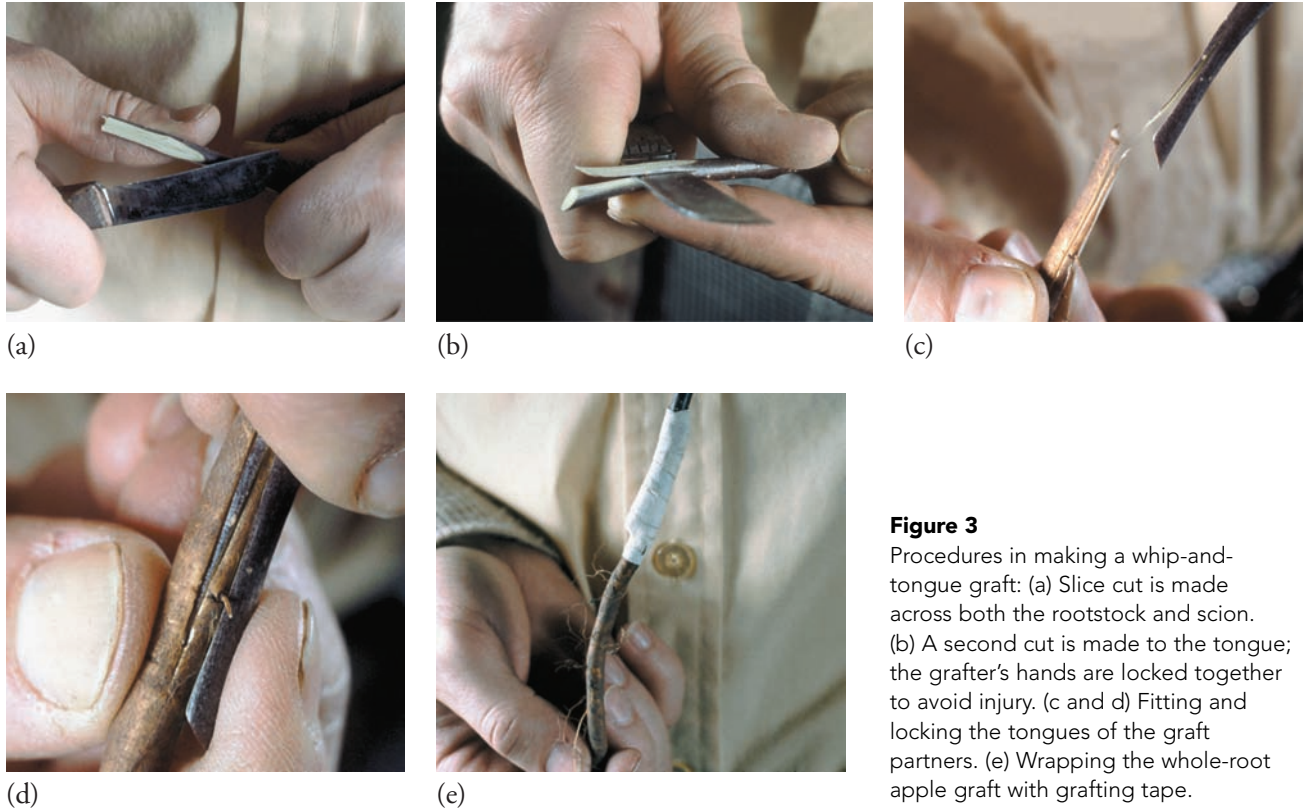 (a)
(b)
(c)
(d)
(e)
Figure 3
Procedures in making a whip-and-
tongue graft: (a) Slice cut is made
across both the rootstock and scion.
(b) A second cut is made to the tongue;
the grafter’s hands are locked together
to avoid injury. (c and d) Fitting and
locking the tongues of the graft
partners. (e) Wrapping the whole-root
apple graft with grafting tape.